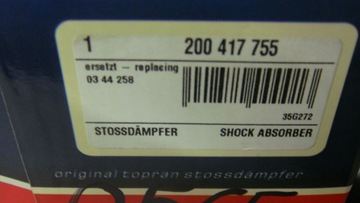 1 200 417 755
ersetzt – replacing
03 44 258
35G272
STOSSDÄMPFER SHOCK ABSORBER
original topran stossdämpfer